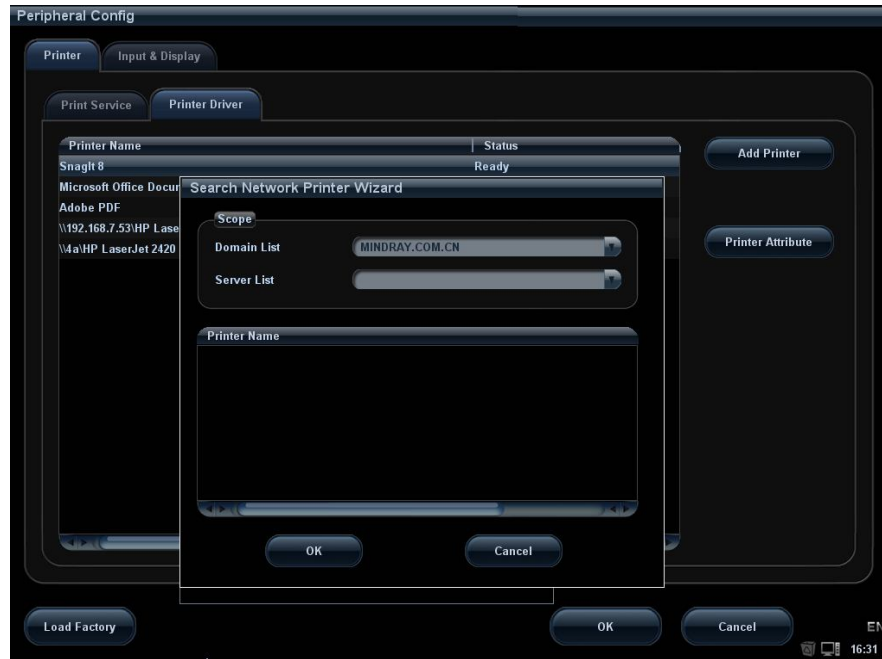 Peripheral Config
Printer Input & Display
Print Service Printer Driver
Printer Name Status
SnagIt 8 Ready
Add Printer
Microsoft Office Docum
Search Network Printer Wizard
Adobe PDF
Scope
\\192.168.7.53\HP Lase
Domain List MINDRAY.COM.CN
Printer Attribute
\\4a\HP LaserJet 2420
Server List
Printer Name
OK Cancel
Load Factory OK Cancel EN
16:31